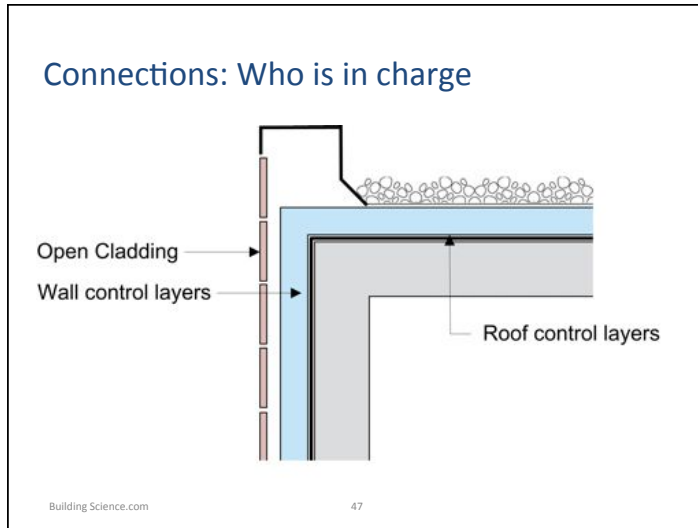 Connections: Who is in charge
Open Cladding
Wall control layers
Roof control layers
Building Science.com
47